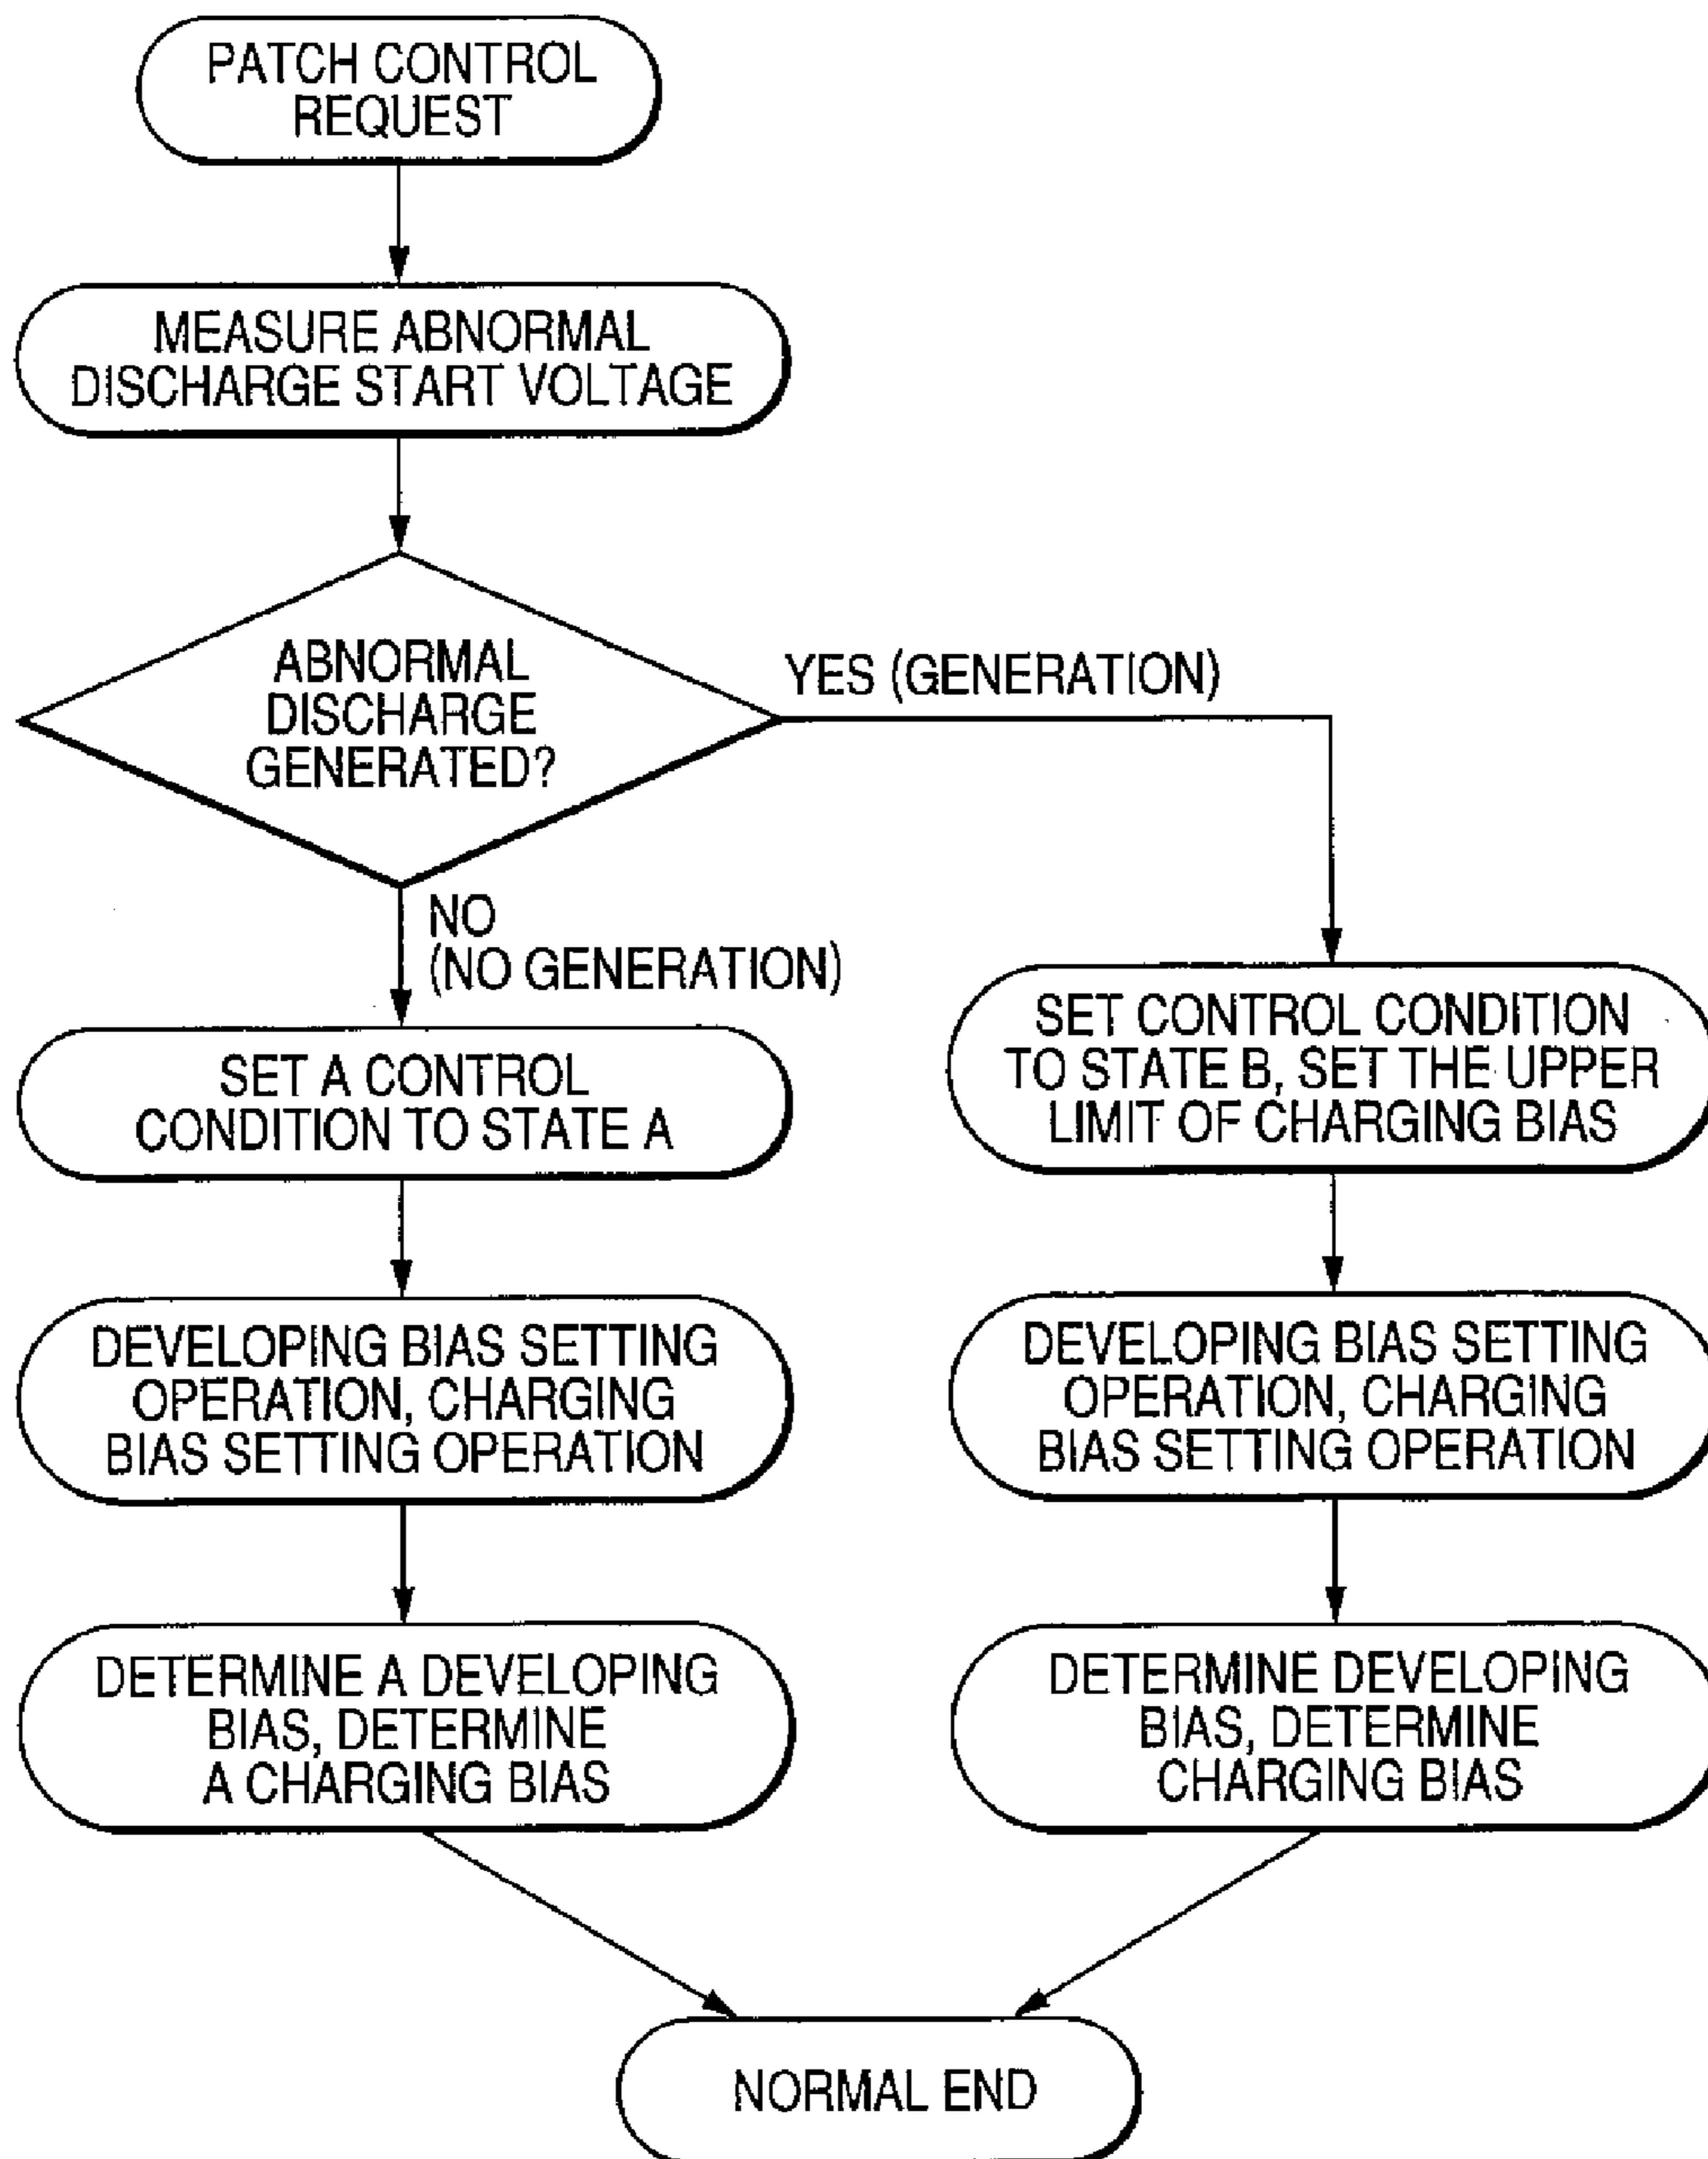 PATCH CONTROL
REQUEST
MEASURE ABNORMAL
DISCHARGE START VOLTAGE
ABNORMAL
DISCHARGE
GENERATED?
YES (GENERATION)
NO
(NO GENERATION)
SET A CONTROL
CONDITION TO STATE A
DEVELOPING BIAS SETTING
OPERATION, CHARGING
BIAS SETTING OPERATION
DETERMINE A DEVELOPING
BIAS, DETERMINE
A CHARGING BIAS
SET CONTROL CONDITION
TO STATE B, SET THE UPPER
LIMIT OF CHARGING BIAS
DEVELOPING BIAS SETTING
OPERATION, CHARGING
BIAS SETTING OPERATION
DETERMINE DEVELOPING
BIAS, DETERMINE
CHARGING BIAS
NORMAL END